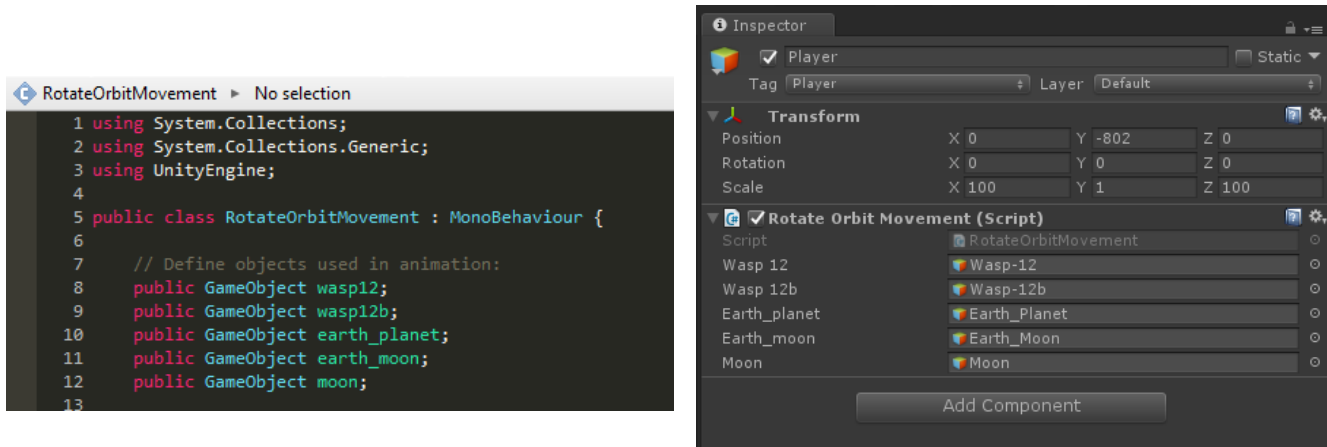 RotateOrbitMovement ▸ No selection
1 using System.Collections;
2 using System.Collections.Generic;
3 using UnityEngine;
4
5 public class RotateOrbitMovement : MonoBehaviour {
6
7 // Define objects used in animation:
8 public GameObject wasp12;
9 public GameObject wasp12b;
10 public GameObject earth_planet;
11 public GameObject earth_moon;
12 public GameObject moon;
13
Inspector
Player Static
Tag Player Layer Default
Transform
Position X 0 Y -802 Z 0
Rotation X 0 Y 0 Z 0
Scale X 100 Y 1 Z 100
Rotate Orbit Movement (Script)
Script RotateOrbitMovement
Wasp 12 Wasp-12
Wasp 12b Wasp-12b
Earth_planet Earth_Planet
Earth_moon Earth_Moon
Moon Moon
Add Component